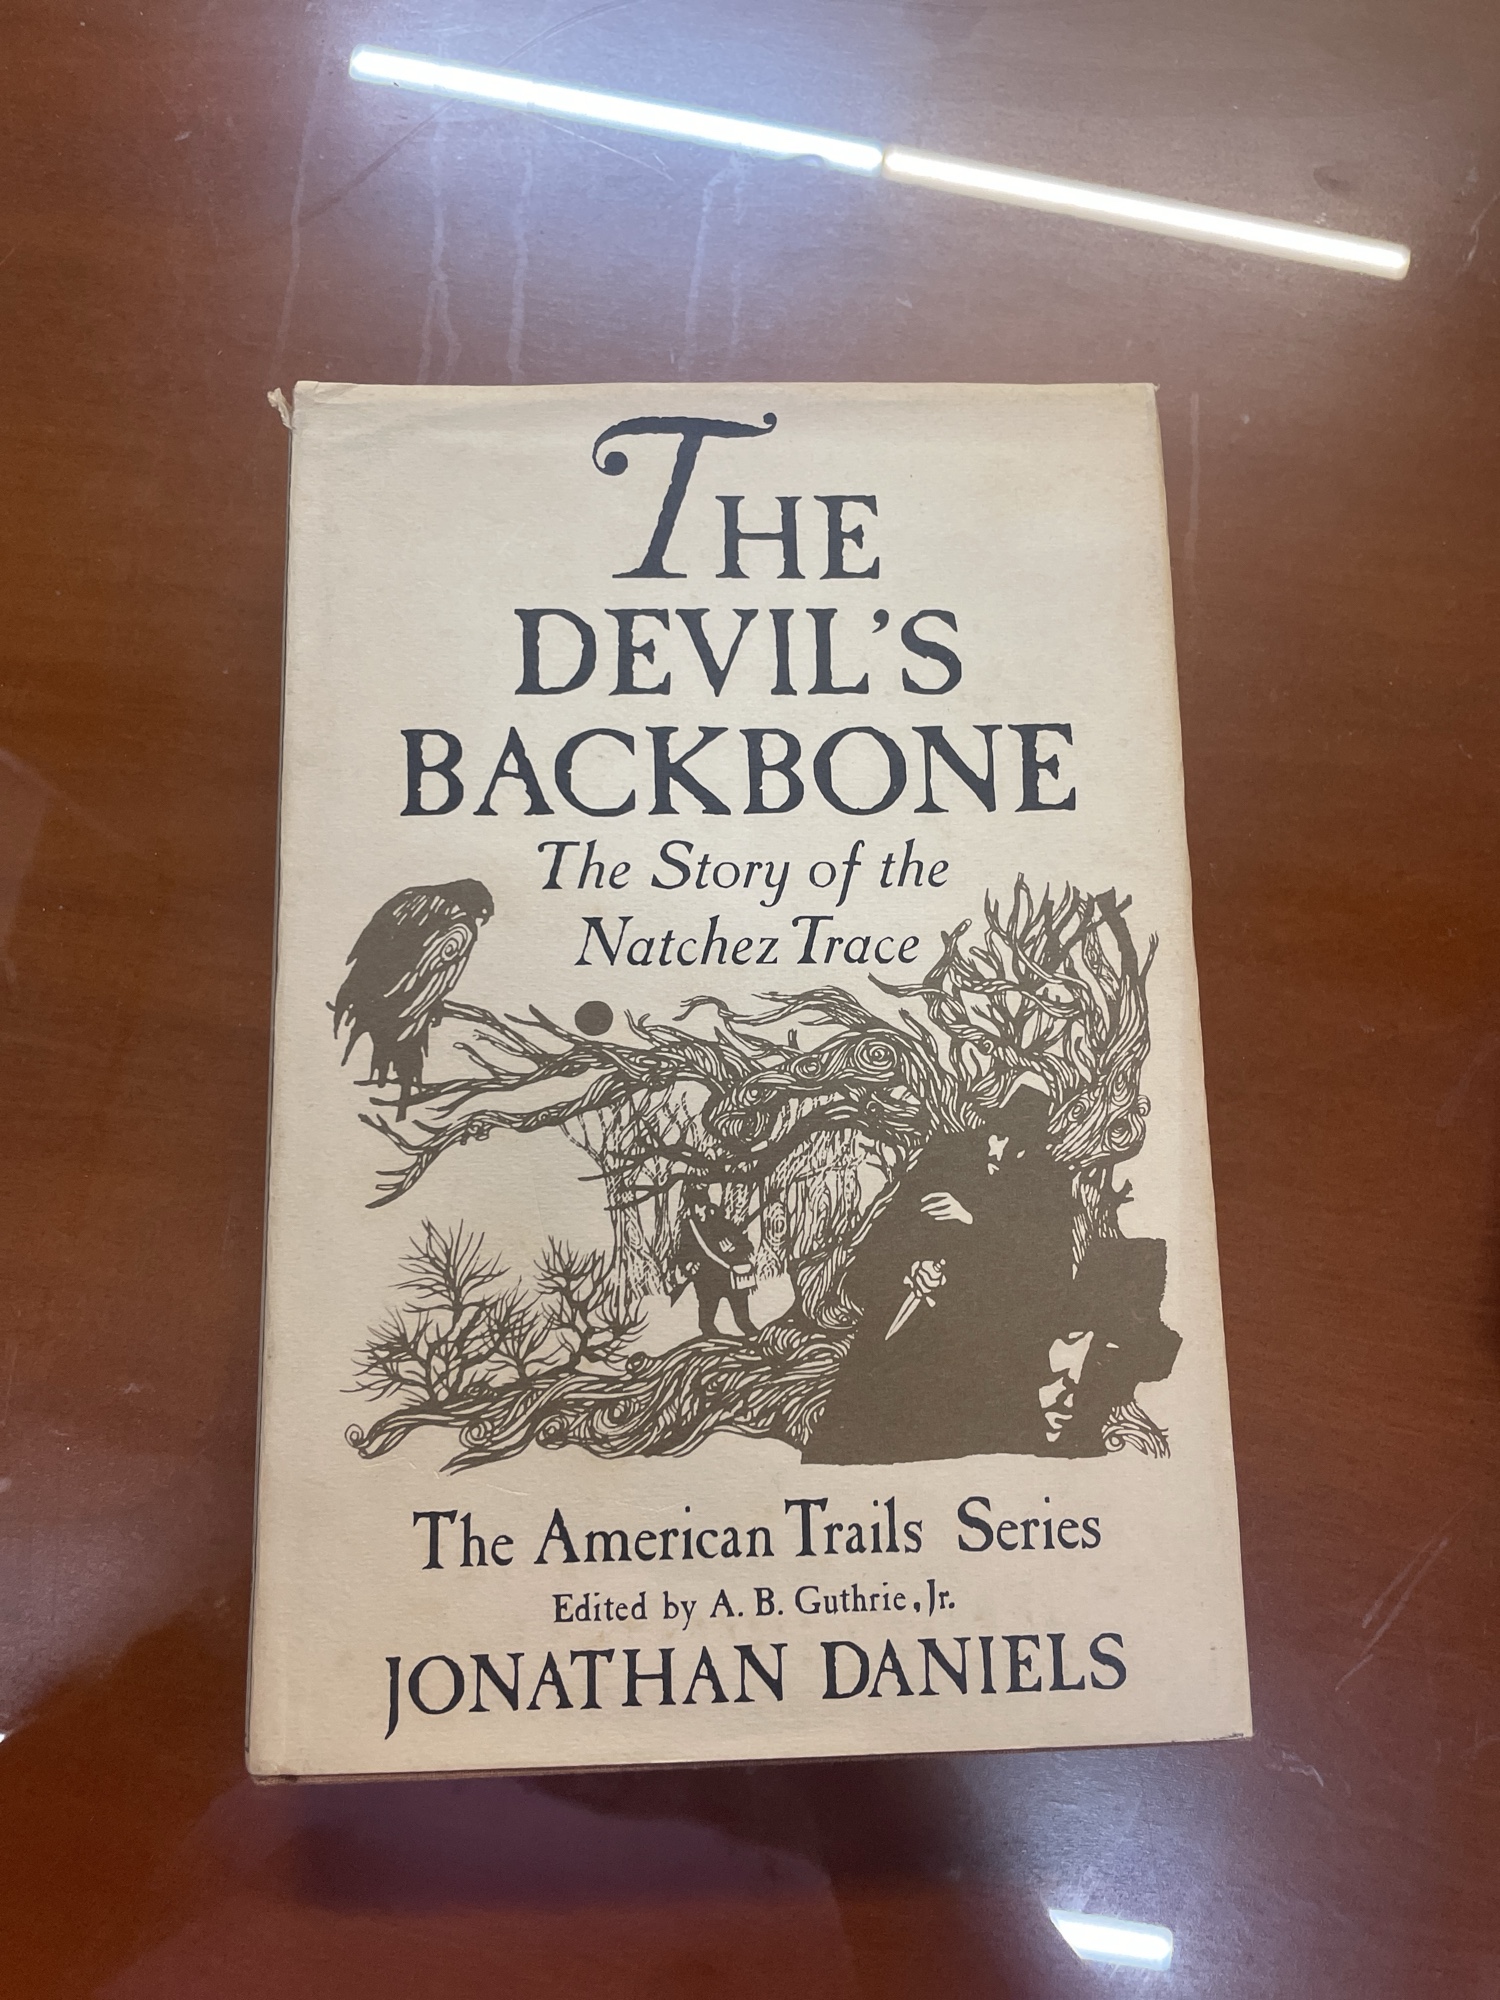 THE
DEVIL'S
BACKBONE
The Story of the
Natchez Trace
The American Trails Series
Edited by A. B. Guthrie, Jr.
JONATHAN DANIELS